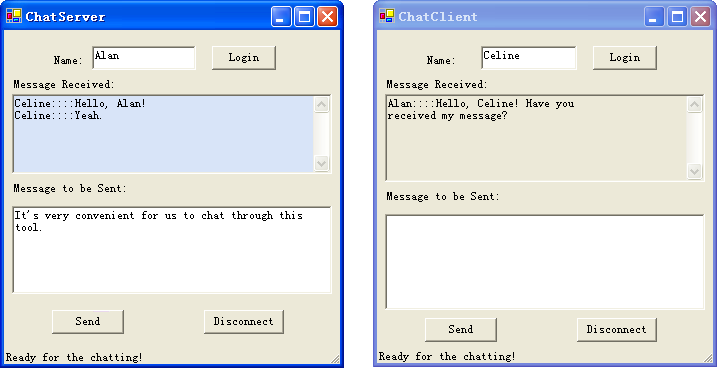 ChatServer
Name: Alan Login
Message Received:
Celine::::Hello, Alan!
Celine::::Yeah.
Message to be Sent:
It's very convenient for us to chat through this
tool.
Send Disconnect
Ready for the chatting!
ChatClient
Name: Celine Login
Message Received:
Alan::::Hello, Celine! Have you
received my message?
Message to be Sent:
Send Disconnect
Ready for the chatting!